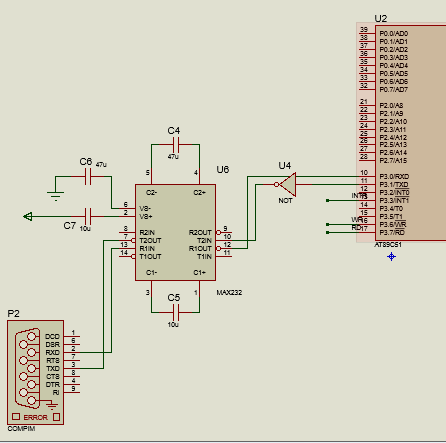 U2
39 P0.0/AD0
38 P0.1/AD1
37 P0.2/AD2
36 P0.3/AD3
35 P0.4/AD4
34 P0.5/AD5
33 P0.6/AD6
32 P0.7/AD7
21 P2.0/A8
22 P2.1/A9
23 P2.2/A10
24 P2.3/A11
25 P2.4/A12
26 P2.5/A13
27 P2.6/A14
28 P2.7/A15
10 P3.0/RXD
11 P3.1/TXD
12 P3.2/INT0
13 P3.3/INT1
14 P3.4/T0
15 P3.5/T1
16 P3.6/WR
17 P3.7/RD
WR
RD
AT89C51
C4
47u
5 4
C2- C2+
U6
C6 47u
C7 10u
6 VS-
2 VS+
8 R2IN R2OUT 9
7 T2OUT T2IN 10
13 R1IN R1OUT 12
14 T1OUT T1IN 11
C1- C1+
3 1
MAX232
C5
10u
U4
NOT
P2
DCD 1
DSR 6
RXD 2
RTS 7
TXD 3
CTS 8
DTR 4
RI 9
ERROR
COMPIM